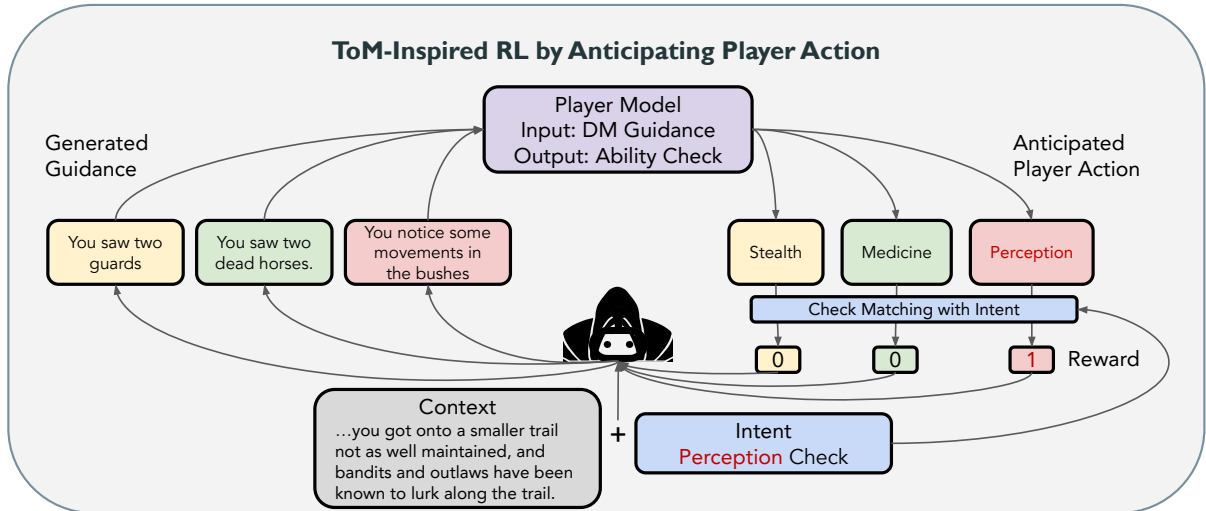 ToM-Inspired RL by Anticipating Player Action
Player Model
Input: DM Guidance
Output: Ability Check
Generated
Guidance
Anticipated
Player Action
You saw two
guards
You saw two
dead horses.
You notice some
movements in
the bushes
Stealth
Medicine
Perception
Check Matching with Intent
0
0
1
Reward
Context
…you got onto a smaller trail
not as well maintained, and
bandits and outlaws have been
known to lurk along the trail.
+
Intent
Perception Check